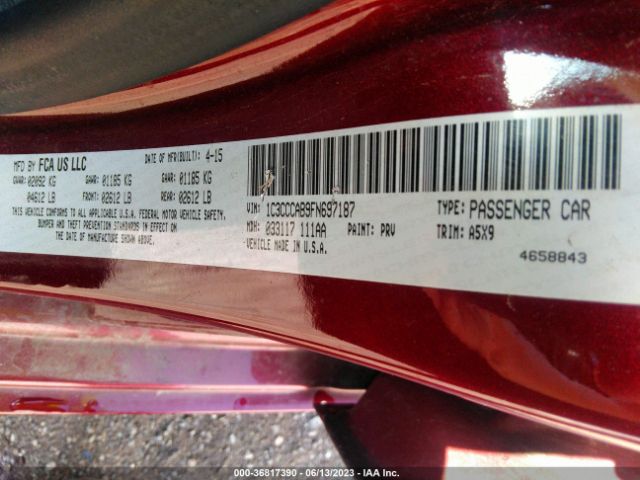 MFD BY FCA US LLC DATE OF MFR(BUILT): 4-15
GVWR: 02092 KG GAWR: 01185 KG GAWR: 01185 KG
04612 LB FRONT: 02612 LB REAR: 02612 LB
THIS VEHICLE CONFORMS TO ALL APPLICABLE FEDERAL MOTOR VEHICLE SAFETY,
BUMPER AND THEFT PREVENTION STANDARDS IN EFFECT ON
THE DATE OF MANUFACTURE SHOWN ABOVE.
VIN: 1C3CCCAB9FN697187 TYPE: PASSENGER CAR
MDH: 033117 111AA PAINT: PRV TRIM: A5X9
VEHICLE MADE IN U.S.A.
4658843
000-36817390 - 06/13/2023 - IAA Inc.